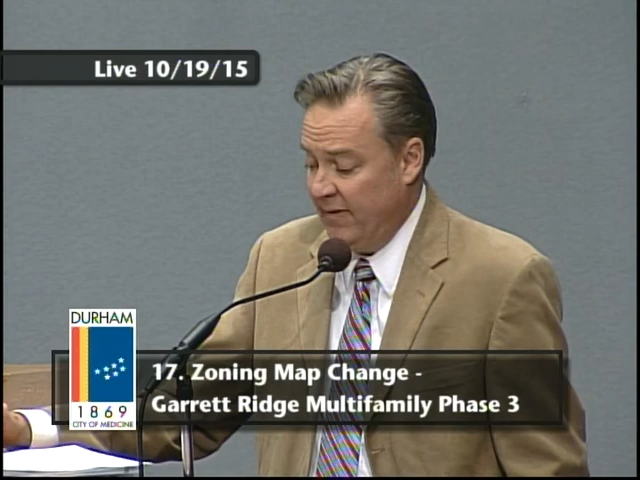 Live 10/19/15
DURHAM
1869
CITY OF MEDICINE
17. Zoning Map Change -
Garrett Ridge Multifamily Phase 3